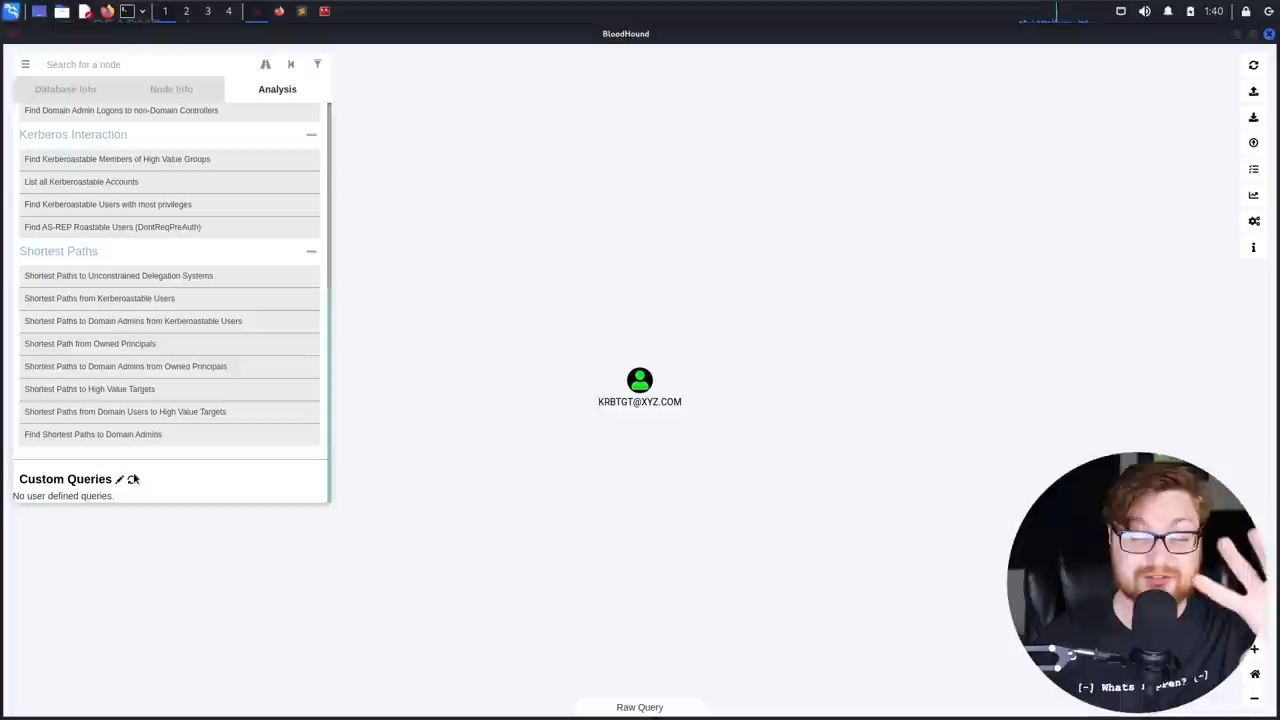 1 2 3 4
1:40
BloodHound
Search for a node
Database Info Node Info Analysis
Find Domain Admin Logons to non-Domain Controllers
Kerberos Interaction
Find Kerberoastable Members of High Value Groups
List all Kerberoastable Accounts
Find Kerberoastable Users with most privileges
Find AS-REP Roastable Users (DontReqPreAuth)
Shortest Paths
Shortest Paths to Unconstrained Delegation Systems
Shortest Paths from Kerberoastable Users
Shortest Paths to Domain Admins from Kerberoastable Users
Shortest Path from Owned Principals
Shortest Paths to Domain Admins from Owned Principals
Shortest Paths to High Value Targets
Shortest Paths from Domain Users to High Value Targets
Find Shortest Paths to Domain Admins
Custom Queries
No user defined queries.
KRBTGT@XYZ.COM
[-] Whats
Raw Query